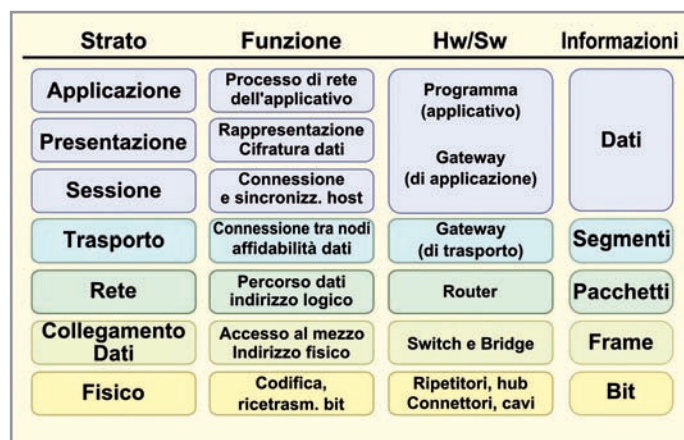 Strato Funzione Hw/Sw Informazioni
Applicazione
Processo di rete
dell'applicativo
Programma
(applicativo)
Gateway
(di applicazione)
Dati
Presentazione
Rappresentazione
Cifratura dati
Sessione
Connessione
e sincronizz. host
Trasporto
Connessione tra nodi
affidabilità dati
Gateway
(di trasporto)
Segmenti
Rete
Percorso dati
indirizzo logico
Router
Pacchetti
Collegamento
Dati
Accesso al mezzo
Indirizzo fisico
Switch e Bridge
Frame
Fisico
Codifica,
ricetrasm. bit
Ripetitori, hub
Connettori, cavi
Bit